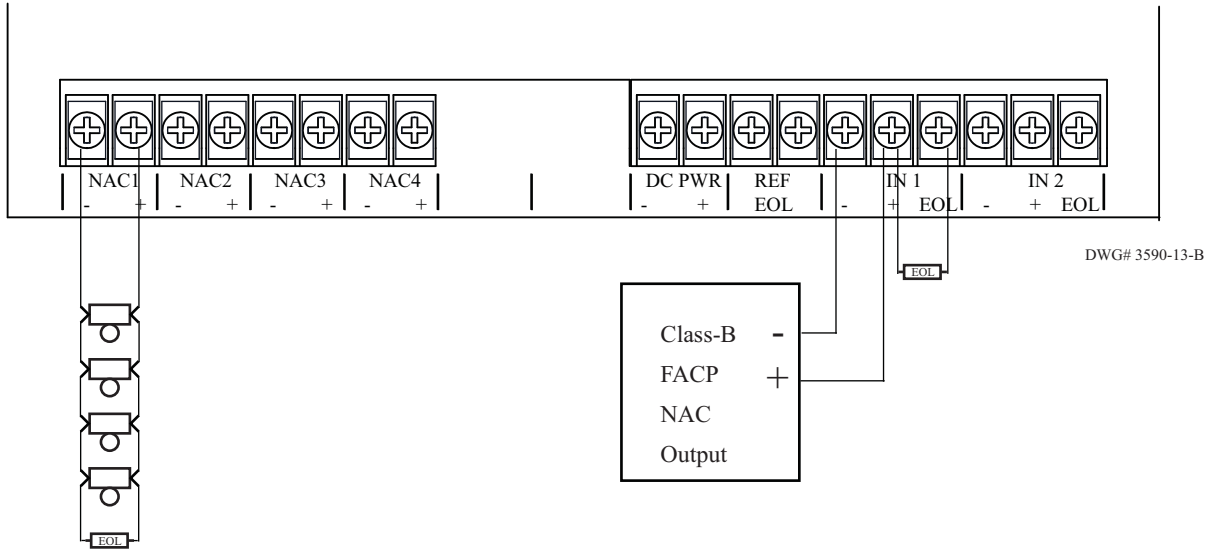 NAC1 NAC2 NAC3 NAC4 DC PWR REF IN 1 IN 2
- + - + - + - + - + EOL - + EOL - + EOL
DWG# 3590-13-B
EOL
Class-B -
FACP +
NAC
Output
EOL